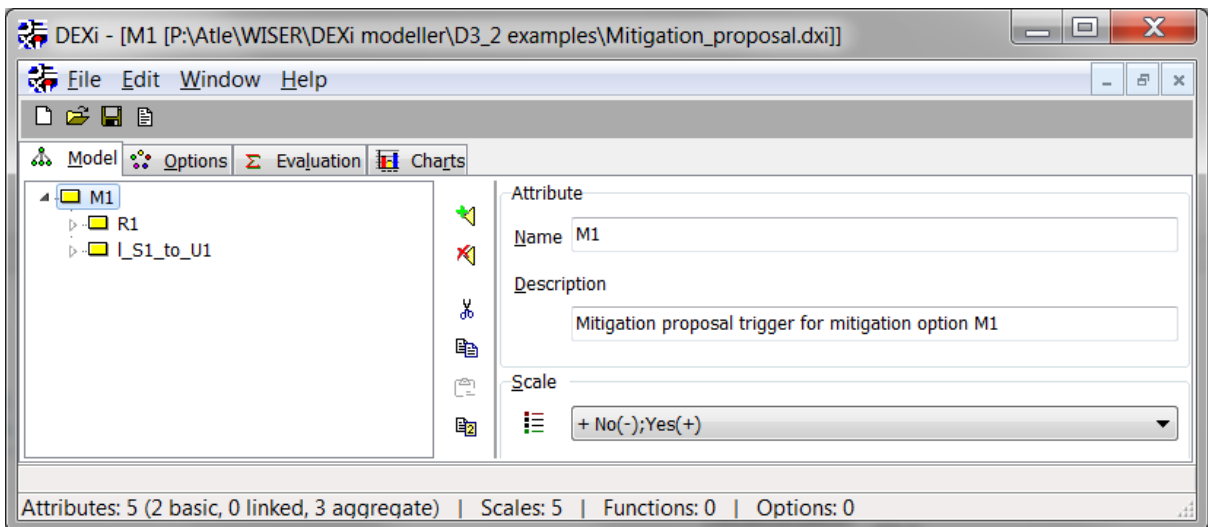 DEXi - [M1 [P:\Atle\WISER\DEXi modeller\D3_2 examples\Mitigation_proposal.dxi]]
File Edit Window Help
Model Options Evaluation Charts
M1
R1
l_S1_to_U1
Attribute
Name M1
Description
Mitigation proposal trigger for mitigation option M1
Scale
+ No(-);Yes(+)
Attributes: 5 (2 basic, 0 linked, 3 aggregate) | Scales: 5 | Functions: 0 | Options: 0